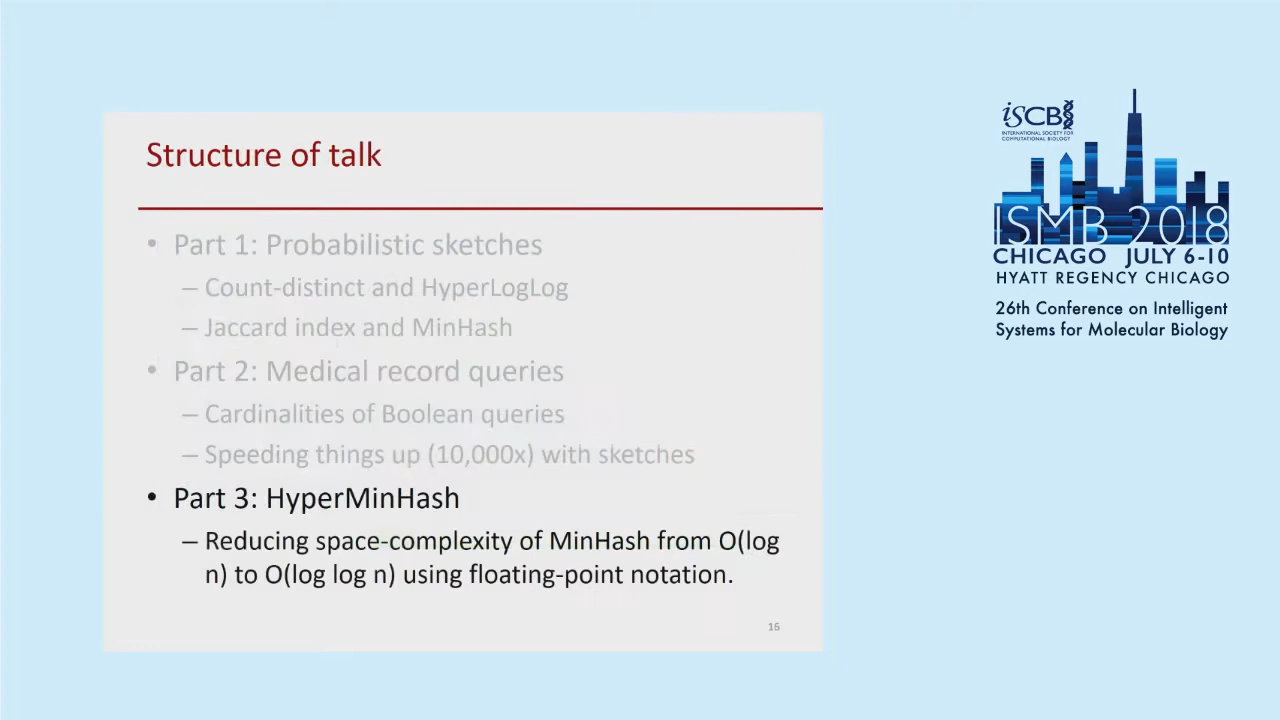 Structure of talk
• Part 1: Probabilistic sketches
– Count-distinct and HyperLogLog
– Jaccard index and MinHash
• Part 2: Medical record queries
– Cardinalities of Boolean queries
– Speeding things up (10,000x) with sketches
• Part 3: HyperMinHash
– Reducing space-complexity of MinHash from O(log
n) to O(log log n) using floating-point notation.
16
iSCB
INTERNATIONAL SOCIETY FOR
COMPUTATIONAL BIOLOGY
ISMB 2018
CHICAGO JULY 6-10
HYATT REGENCY CHICAGO
26th Conference on Intelligent
Systems for Molecular Biology